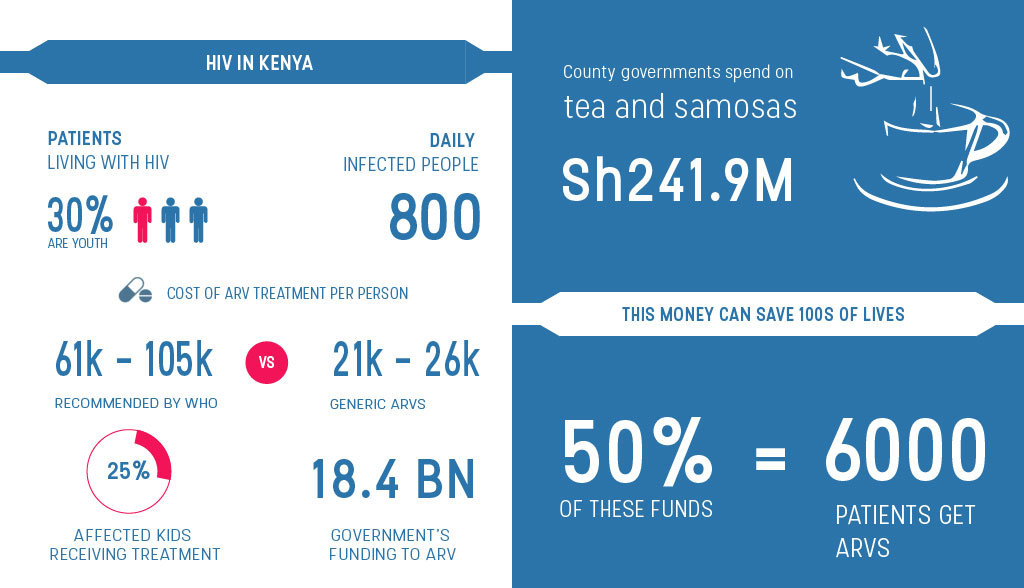 HIV IN KENYA
PATIENTS
LIVING WITH HIV
30%
ARE YOUTH
DAILY
INFECTED PEOPLE
800
COST OF ARV TREATMENT PER PERSON
61k - 105k
RECOMMENDED BY WHO
VS
21k - 26k
GENERIC ARVS
25%
AFFECTED KIDS
RECEIVING TREATMENT
18.4 BN
GOVERNMENT'S
FUNDING TO ARV
County governments spend on
tea and samosas
Sh241.9M
THIS MONEY CAN SAVE 100S OF LIVES
50%
OF THESE FUNDS
=
6000
PATIENTS GET
ARVS